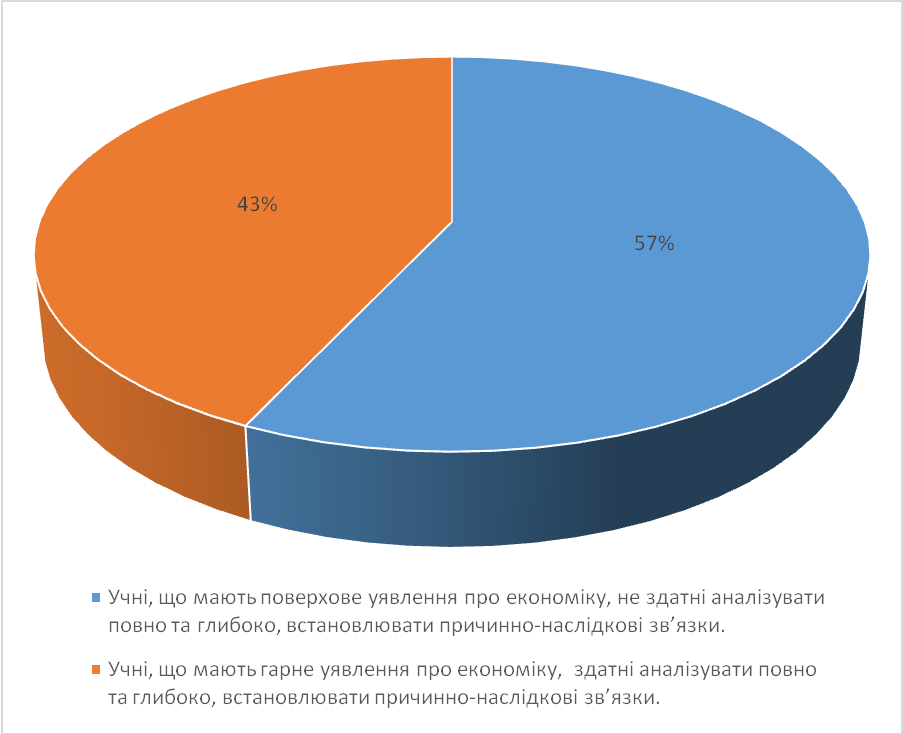 43%
57%
Учні, що мають поверхове уявлення про економіку, не здатні аналізувати
повно та глибоко, встановлювати причинно-наслідкові зв’язки.
Учні, що мають гарне уявлення про економіку, здатні аналізувати повно
та глибоко, встановлювати причинно-наслідкові зв’язки.